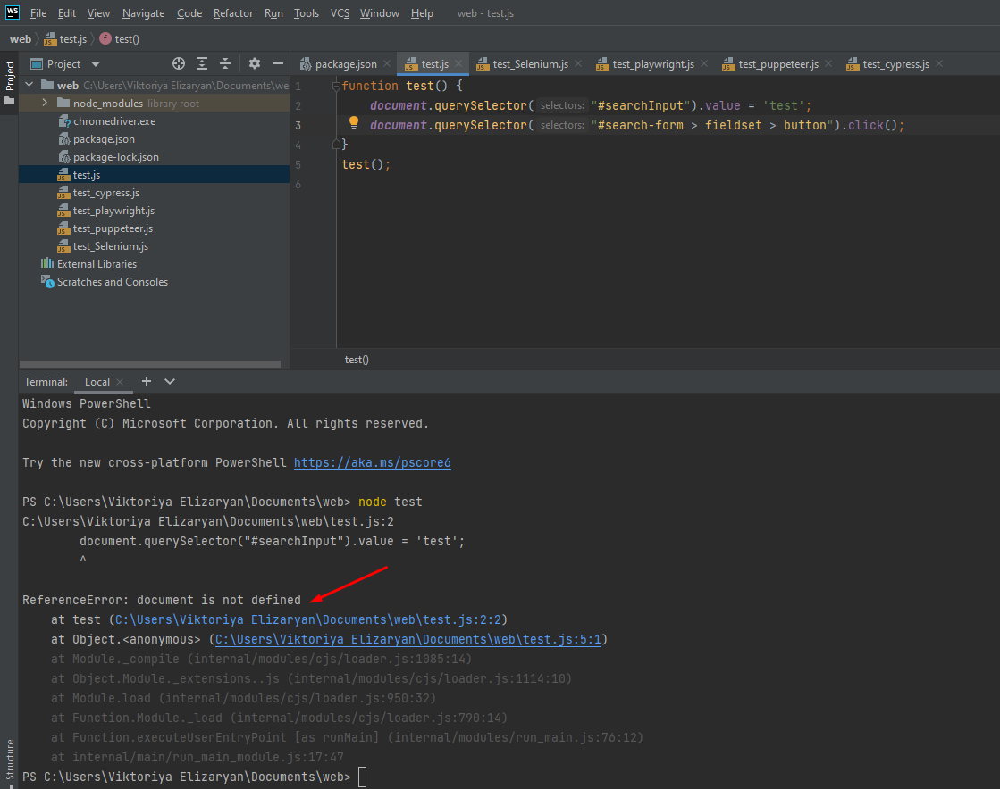 WS File Edit View Navigate Code Refactor Run Tools VCS Window Help web - test.js
web test.js f test()
Project
Project
package.json test.js test_Selenium.js test_playwright.js test_puppeteer.js test_cypress.js
web C:\Users\Viktoriya Elizaryan\Documents\we
node_modules library root
chromedriver.exe
package.json
package-lock.json
test.js
test_cypress.js
test_playwright.js
test_puppeteer.js
test_Selenium.js
External Libraries
Scratches and Consoles
1 function test() {
2 document.querySelector( selectors: "#searchInput").value = 'test';
3 document.querySelector( selectors: "#search-form > fieldset > button").click();
4 }
5 test();
6
test()
Terminal: Local
Windows PowerShell
Copyright (C) Microsoft Corporation. All rights reserved.
Try the new cross-platform PowerShell https://aka.ms/pscore6
PS C:\Users\Viktoriya Elizaryan\Documents\web> node test
C:\Users\Viktoriya Elizaryan\Documents\web\test.js:2
document.querySelector("#searchInput").value = 'test';
^
ReferenceError: document is not defined
at test (C:\Users\Viktoriya Elizaryan\Documents\web\test.js:2:2)
at Object.<anonymous> (C:\Users\Viktoriya Elizaryan\Documents\web\test.js:5:1)
at Module._compile (internal/modules/cjs/loader.js:1085:14)
at Object.Module._extensions..js (internal/modules/cjs/loader.js:1114:10)
at Module.load (internal/modules/cjs/loader.js:950:32)
at Function.Module._load (internal/modules/cjs/loader.js:790:14)
at Function.executeUserEntryPoint [as runMain] (internal/modules/run_main.js:76:12)
at internal/main/run_main_module.js:17:47
PS C:\Users\Viktoriya Elizaryan\Documents\web>
Structure